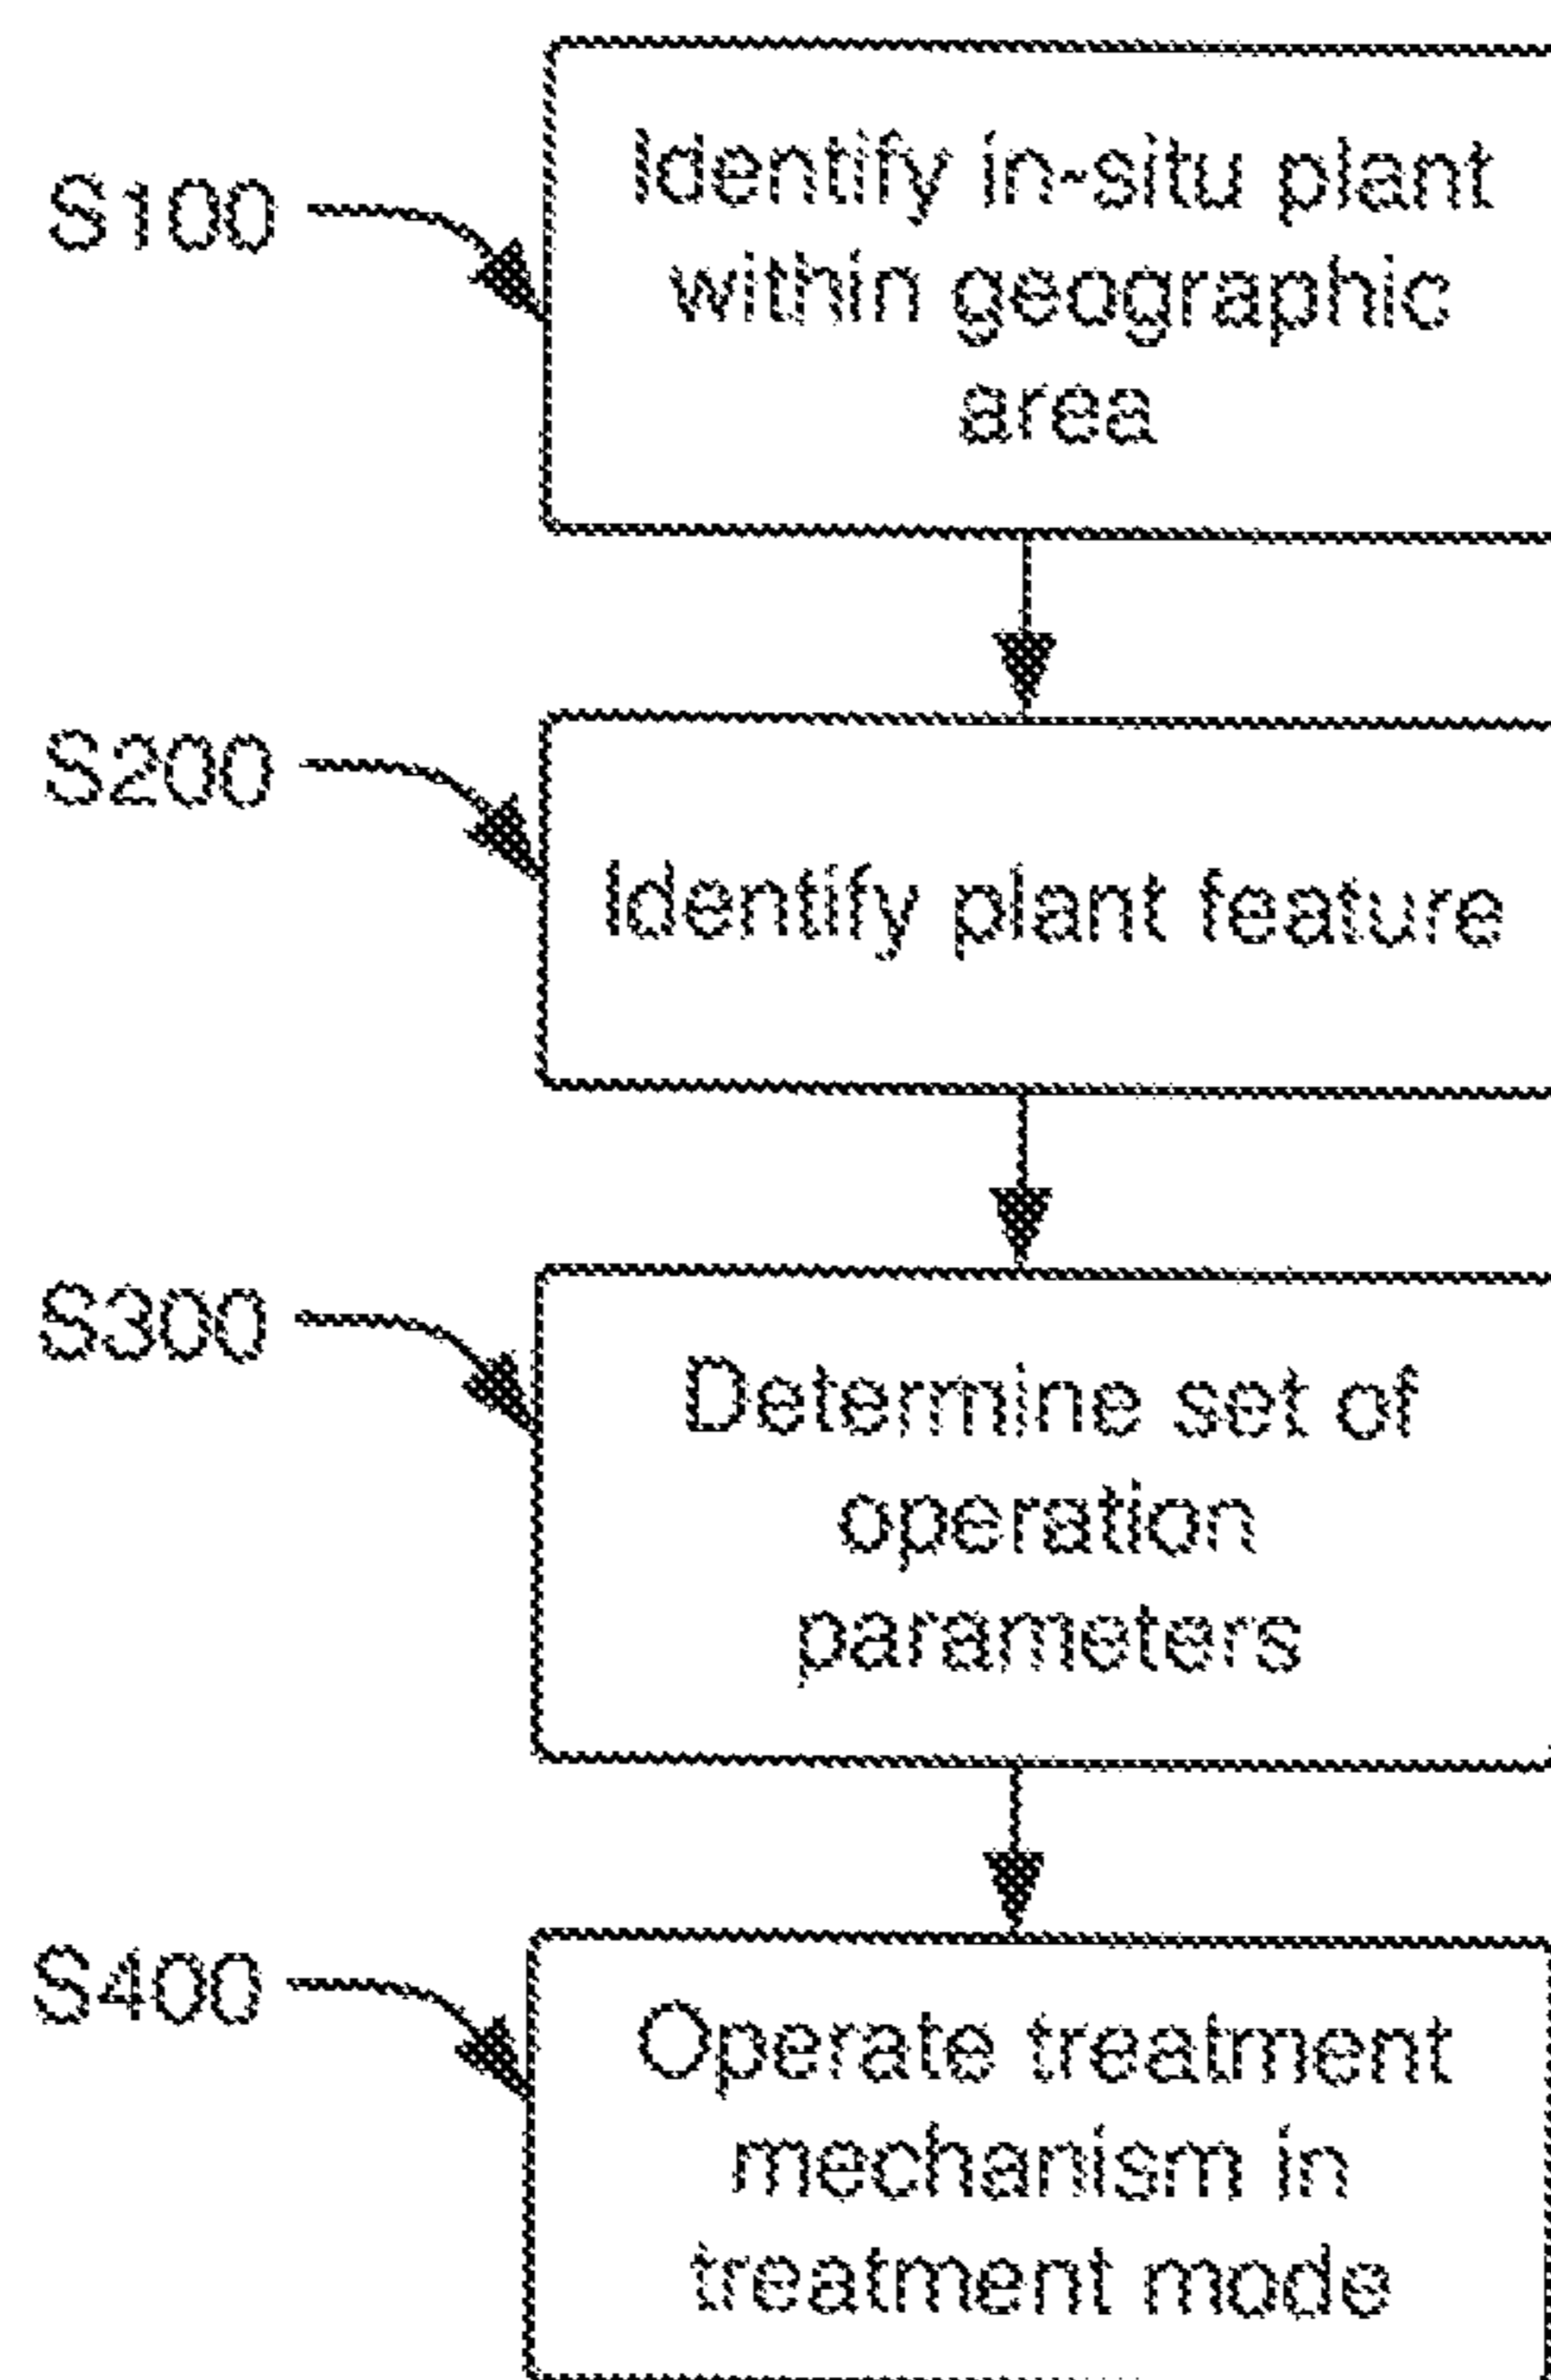 S100
Identify in-situ plant
within geographic
area
S200
Identify plant feature
S300
Determine set of
operation
parameters
S400
Operate treatment
mechanism in
treatment mode